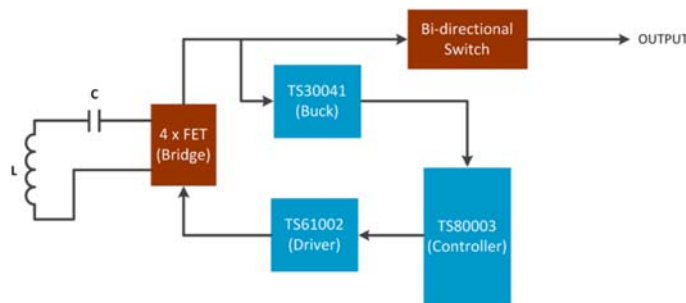 Bi-directional
Switch
OUTPUT
TS30041
(Buck)
C
4 x FET
(Bridge)
L
TS61002
(Driver)
TS80003
(Controller)